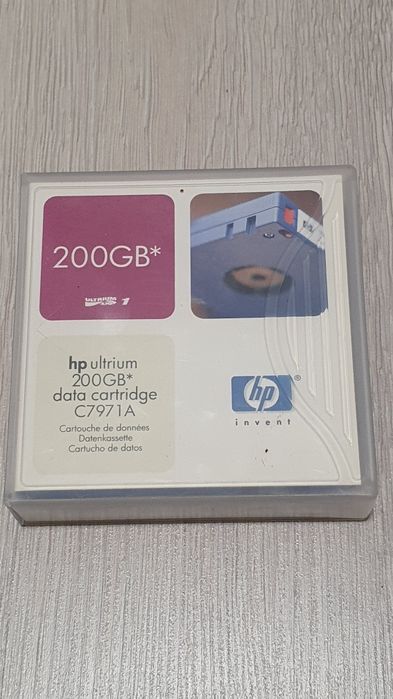 200GB*
ULTRIUM
1
hp ultrium
200GB*
data cartridge
C7971A
Cartouche de données
Datenkassette
Cartucho de datos
hp®
invent